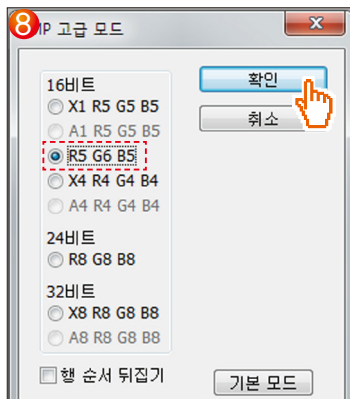 8
MP 고급 모드
16비트
X1 R5 G5 B5
A1 R5 G5 B5
R5 G6 B5
X4 R4 G4 B4
A4 R4 G4 B4
24비트
R8 G8 B8
32비트
X8 R8 G8 B8
A8 R8 G8 B8
행 순서 뒤집기
확인
취소
기본 모드